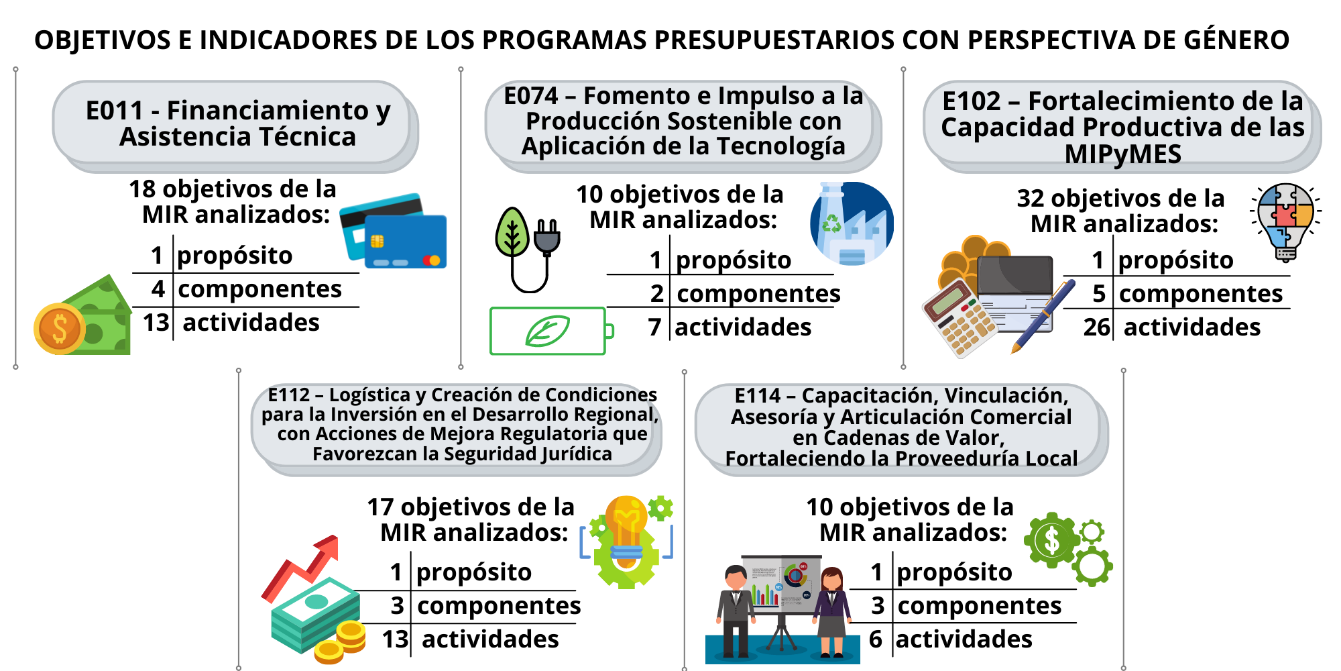 OBJETIVOS E INDICADORES DE LOS PROGRAMAS PRESUPUESTARIOS CON PERSPECTIVA DE GÉNERO
E011 - Financiamiento y
Asistencia Técnica
18 objetivos de la
MIR analizados:
1 propósito
4 componentes
13 actividades
E074 – Fomento e Impulso a la
Producción Sostenible con
Aplicación de la Tecnología
10 objetivos de la
MIR analizados:
1 propósito
2 componentes
7 actividades
E102 – Fortalecimiento de la
Capacidad Productiva de las
MIPyMES
32 objetivos de la
MIR analizados:
1 propósito
5 componentes
26 actividades
E112 – Logística y Creación de Condiciones
para la Inversión en el Desarrollo Regional,
con Acciones de Mejora Regulatoria que
Favorezcan la Seguridad Jurídica
17 objetivos de la
MIR analizados:
1 propósito
3 componentes
13 actividades
E114 – Capacitación, Vinculación,
Asesoría y Articulación Comercial
en Cadenas de Valor,
Fortaleciendo la Proveeduría Local
10 objetivos de la
MIR analizados:
1 propósito
3 componentes
6 actividades